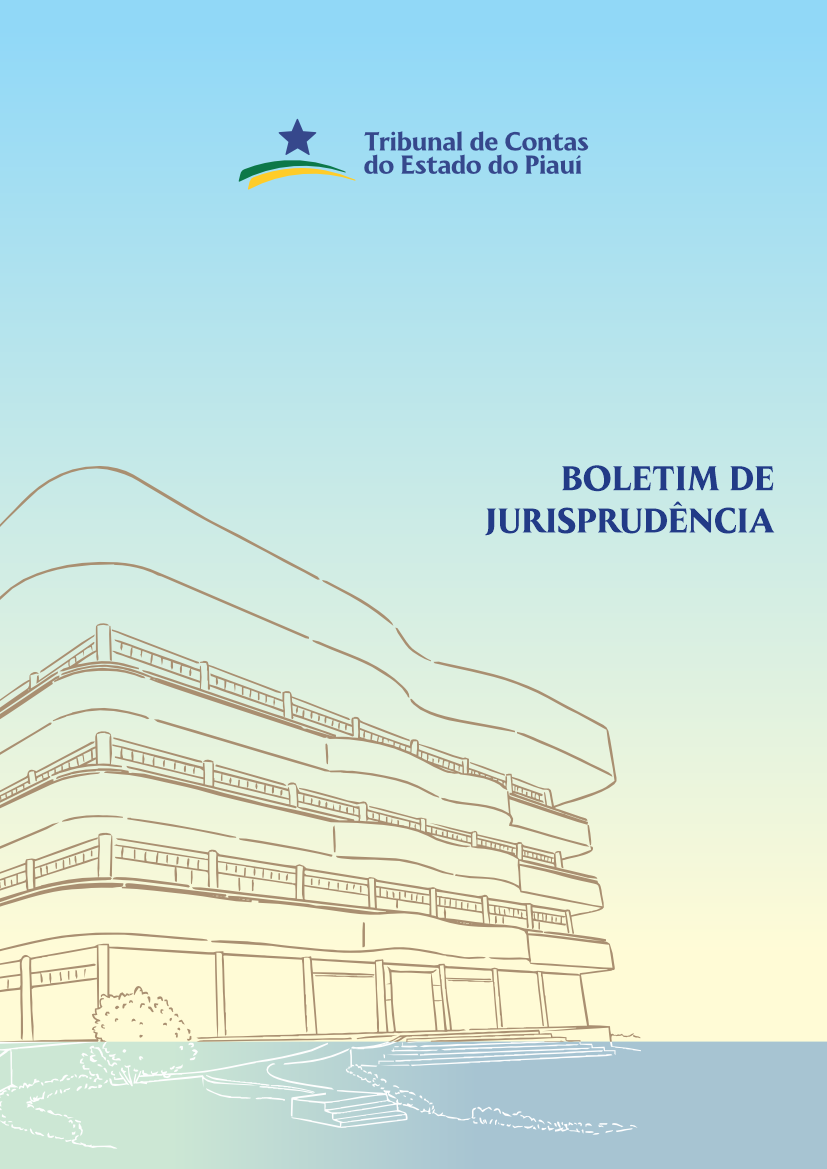 Tribunal de Contas
do Estado do Piauí
BOLETIM DE
JURISPRUDÊNCIA